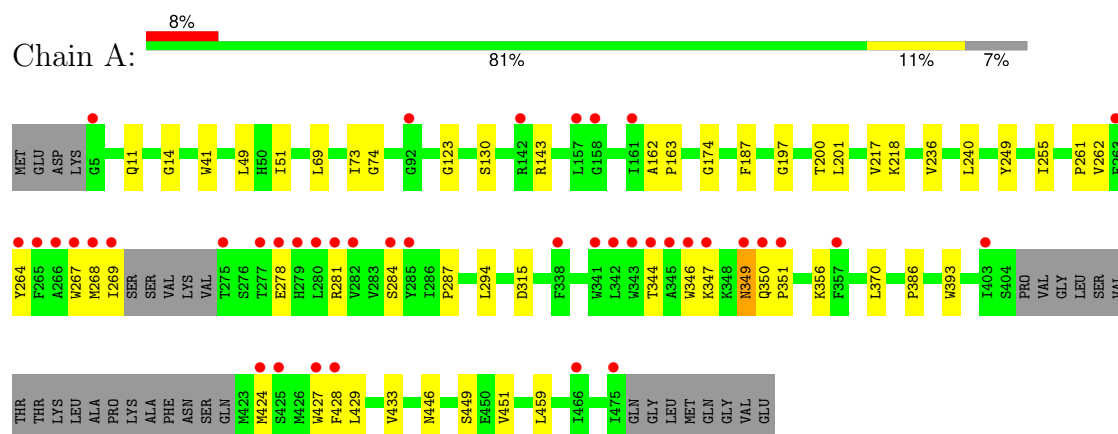 8%
Chain A:
81% 11% 7%
MET GLU ASP LYS G5 Q11 G14 W41 L49 H50 I51 L69 I73 G74 G92 G123 S130 R142 R143 L157 G158 I161 A162 P163 G174 F187 G197 T200 L201 V217 K218 V236 L240 Y249 I255 P261 V262
Y264 F265 A266 W267 M268 I269 SER SER VAL LYS VAL T275 S276 T277 E278 H279 L280 R281 V282 V283 S284 Y285 I286 P287 L294 D315 F338 W341 L342 W343 T344 A345 W346 K347 K348 N349 Q350 P351 K356 F357 L370 P386 W393 I403 S404 PRO VAL GLY LEU SER VAL
THR THR LYS LEU ALA PRO LYS ALA PHE ASN SER GLN M423 M424 S425 M426 W427 F428 L429 V433 N446 S449 E450 V451 L459 I466 I475 GLN GLY LEU MET GLN GLY VAL GLU